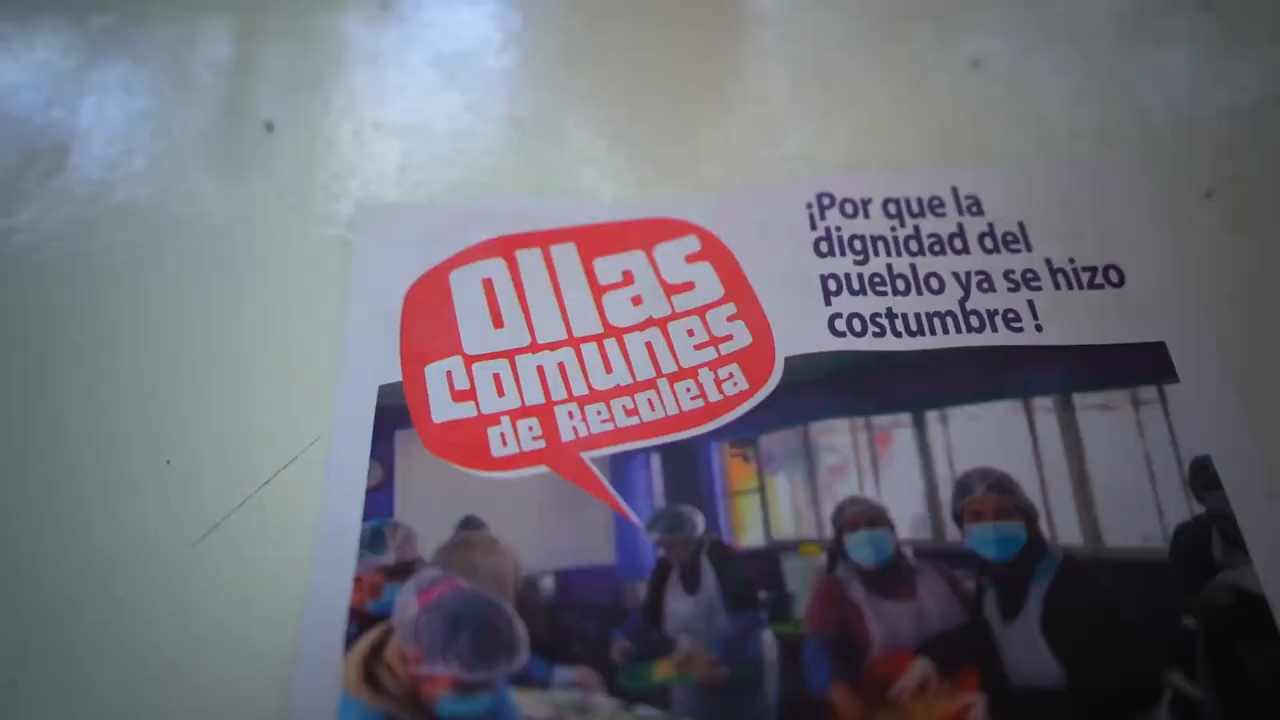 Ollas
comunes
de Recoleta
¡Por que la
dignidad del
pueblo ya se hizo
costumbre !